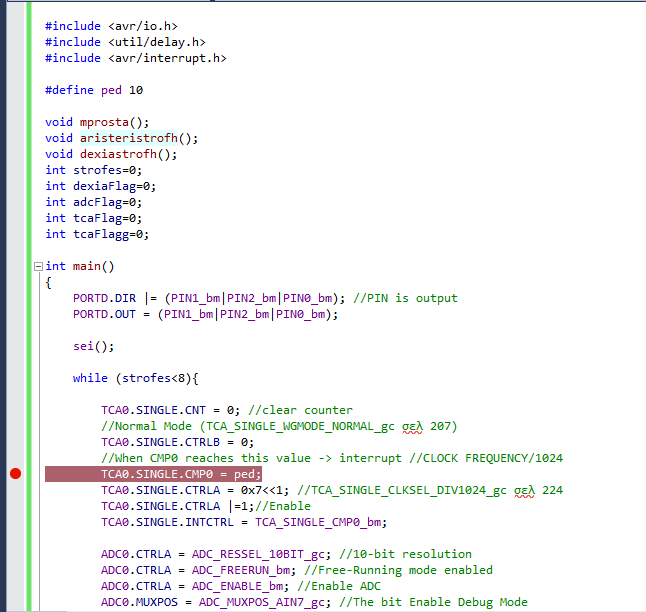 #include <avr/io.h>
#include <util/delay.h>
#include <avr/interrupt.h>
#define ped 10
void mprosta();
void aristeristrofh();
void dexiastrofh();
int strofes=0;
int dexiaFlag=0;
int adcFlag=0;
int tcaFlag=0;
int tcaFlagg=0;
int main()
{
PORTD.DIR |= (PIN1_bm|PIN2_bm|PIN0_bm); //PIN is output
PORTD.OUT = (PIN1_bm|PIN2_bm|PIN0_bm);
sei();
while (strofes<8){
TCA0.SINGLE.CNT = 0; //clear counter
//Normal Mode (TCA_SINGLE_WGMODE_NORMAL_gc σελ 207)
TCA0.SINGLE.CTRLB = 0;
//When CMP0 reaches this value -> interrupt //CLOCK FREQUENCY/1024
TCA0.SINGLE.CMP0 = ped;
TCA0.SINGLE.CTRLA = 0x7<<1; //TCA_SINGLE_CLKSEL_DIV1024_gc σελ 224
TCA0.SINGLE.CTRLA |=1;//Enable
TCA0.SINGLE.INTCTRL = TCA_SINGLE_CMP0_bm;
ADC0.CTRLA = ADC_RESSEL_10BIT_gc; //10-bit resolution
ADC0.CTRLA = ADC_FREERUN_bm; //Free-Running mode enabled
ADC0.CTRLA = ADC_ENABLE_bm; //Enable ADC
ADC0.MUXPOS = ADC_MUXPOS_AIN7_gc; //The bit Enable Debug Mode